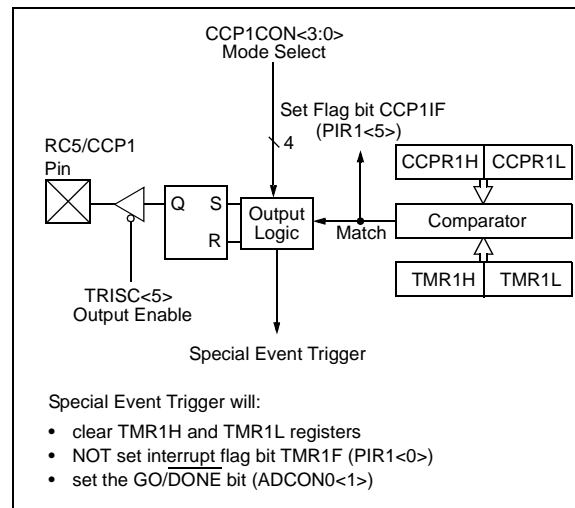 CCP1CON<3:0>
Mode Select
Set Flag bit CCP1IF
(PIR1<5>)
RC5/CCP1
Pin
4
CCPR1H CCPR1L
Q S
R
Output
Logic
Match
Comparator
TRISC<5>
Output Enable
TMR1H TMR1L
Special Event Trigger
Special Event Trigger will:
• clear TMR1H and TMR1L registers
• NOT set interrupt flag bit TMR1F (PIR1<0>)
• set the GO/DONE bit (ADCON0<1>)